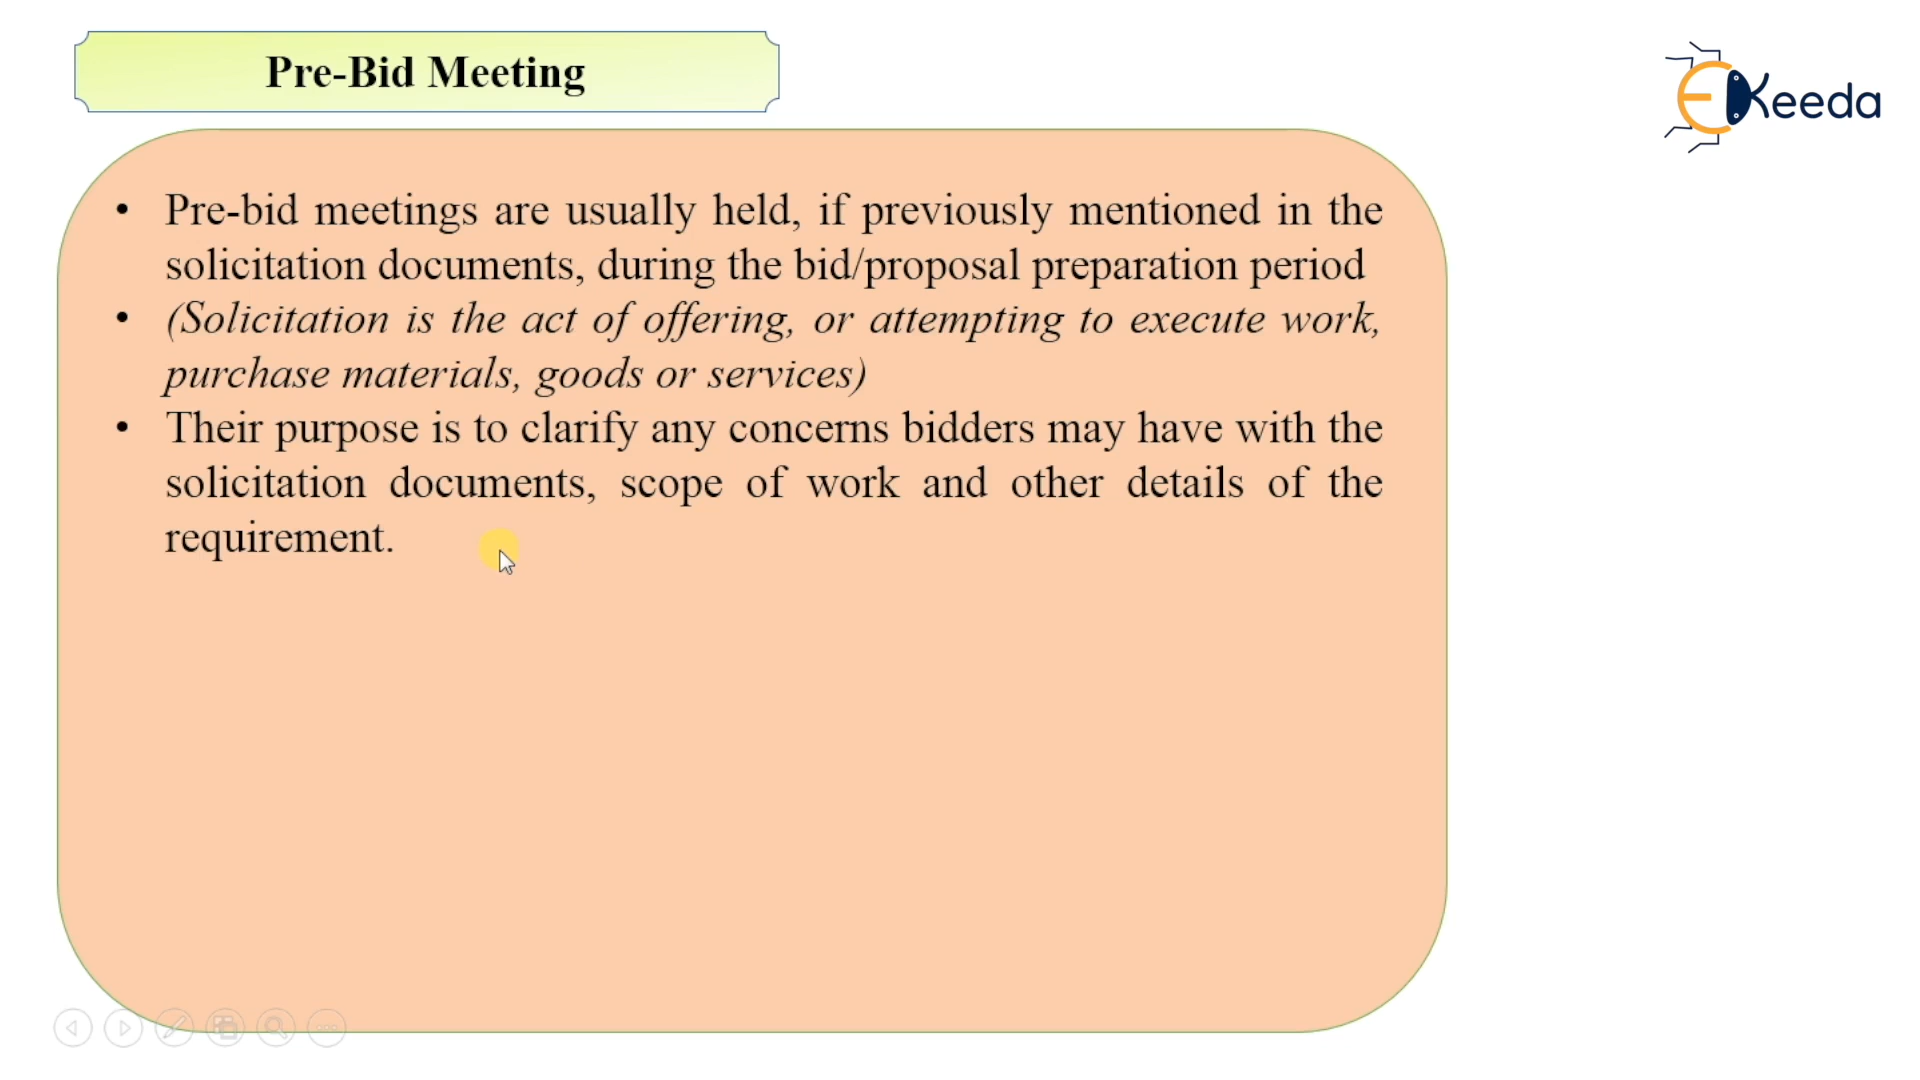 Pre-Bid Meeting
EKeeda
• Pre-bid meetings are usually held, if previously mentioned in the
solicitation documents, during the bid/proposal preparation period
• (Solicitation is the act of offering, or attempting to execute work,
purchase materials, goods or services)
• Their purpose is to clarify any concerns bidders may have with the
solicitation documents, scope of work and other details of the
requirement.